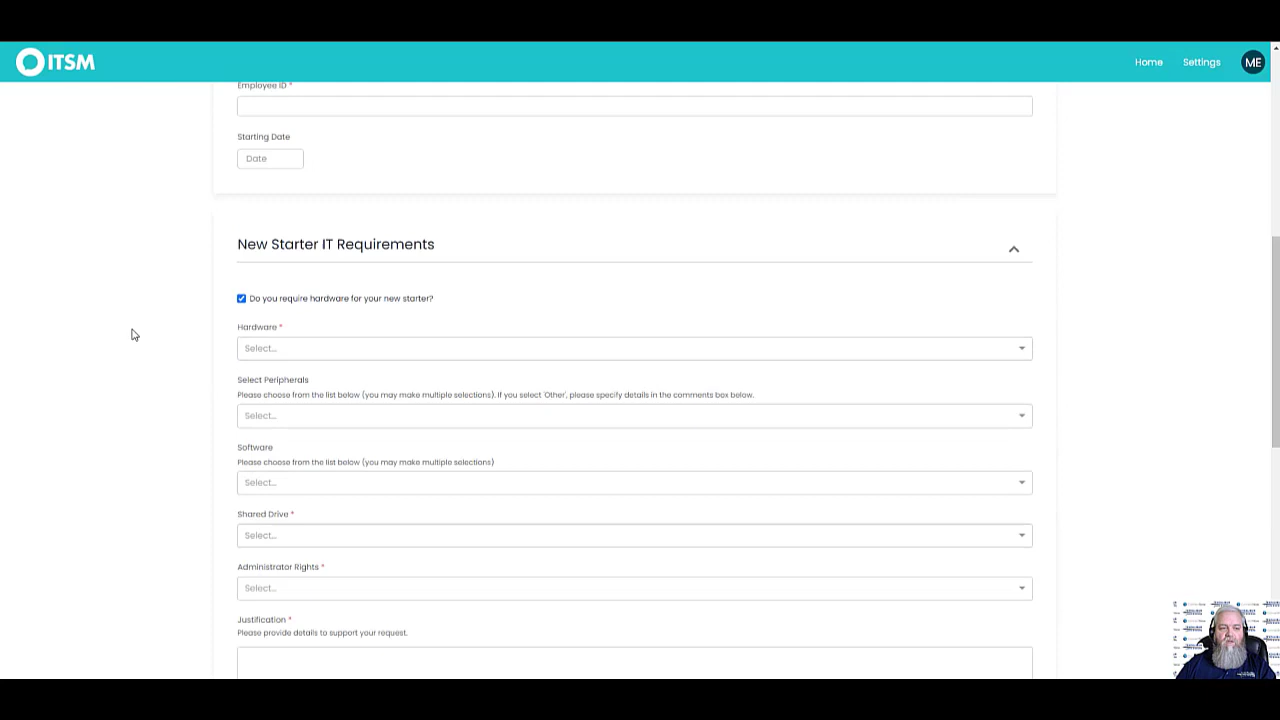 ITSM
Home
Settings
ME
Employee ID *
Starting Date
Date
New Starter IT Requirements
Do you require hardware for your new starter?
Hardware *
Select...
Select Peripherals
Please choose from the list below (you may make multiple selections). If you select 'Other', please specify details in the comments box below.
Select...
Software
Please choose from the list below (you may make multiple selections)
Select...
Shared Drive *
Select...
Administrator Rights *
Select...
Justification *
Please provide details to support your request.